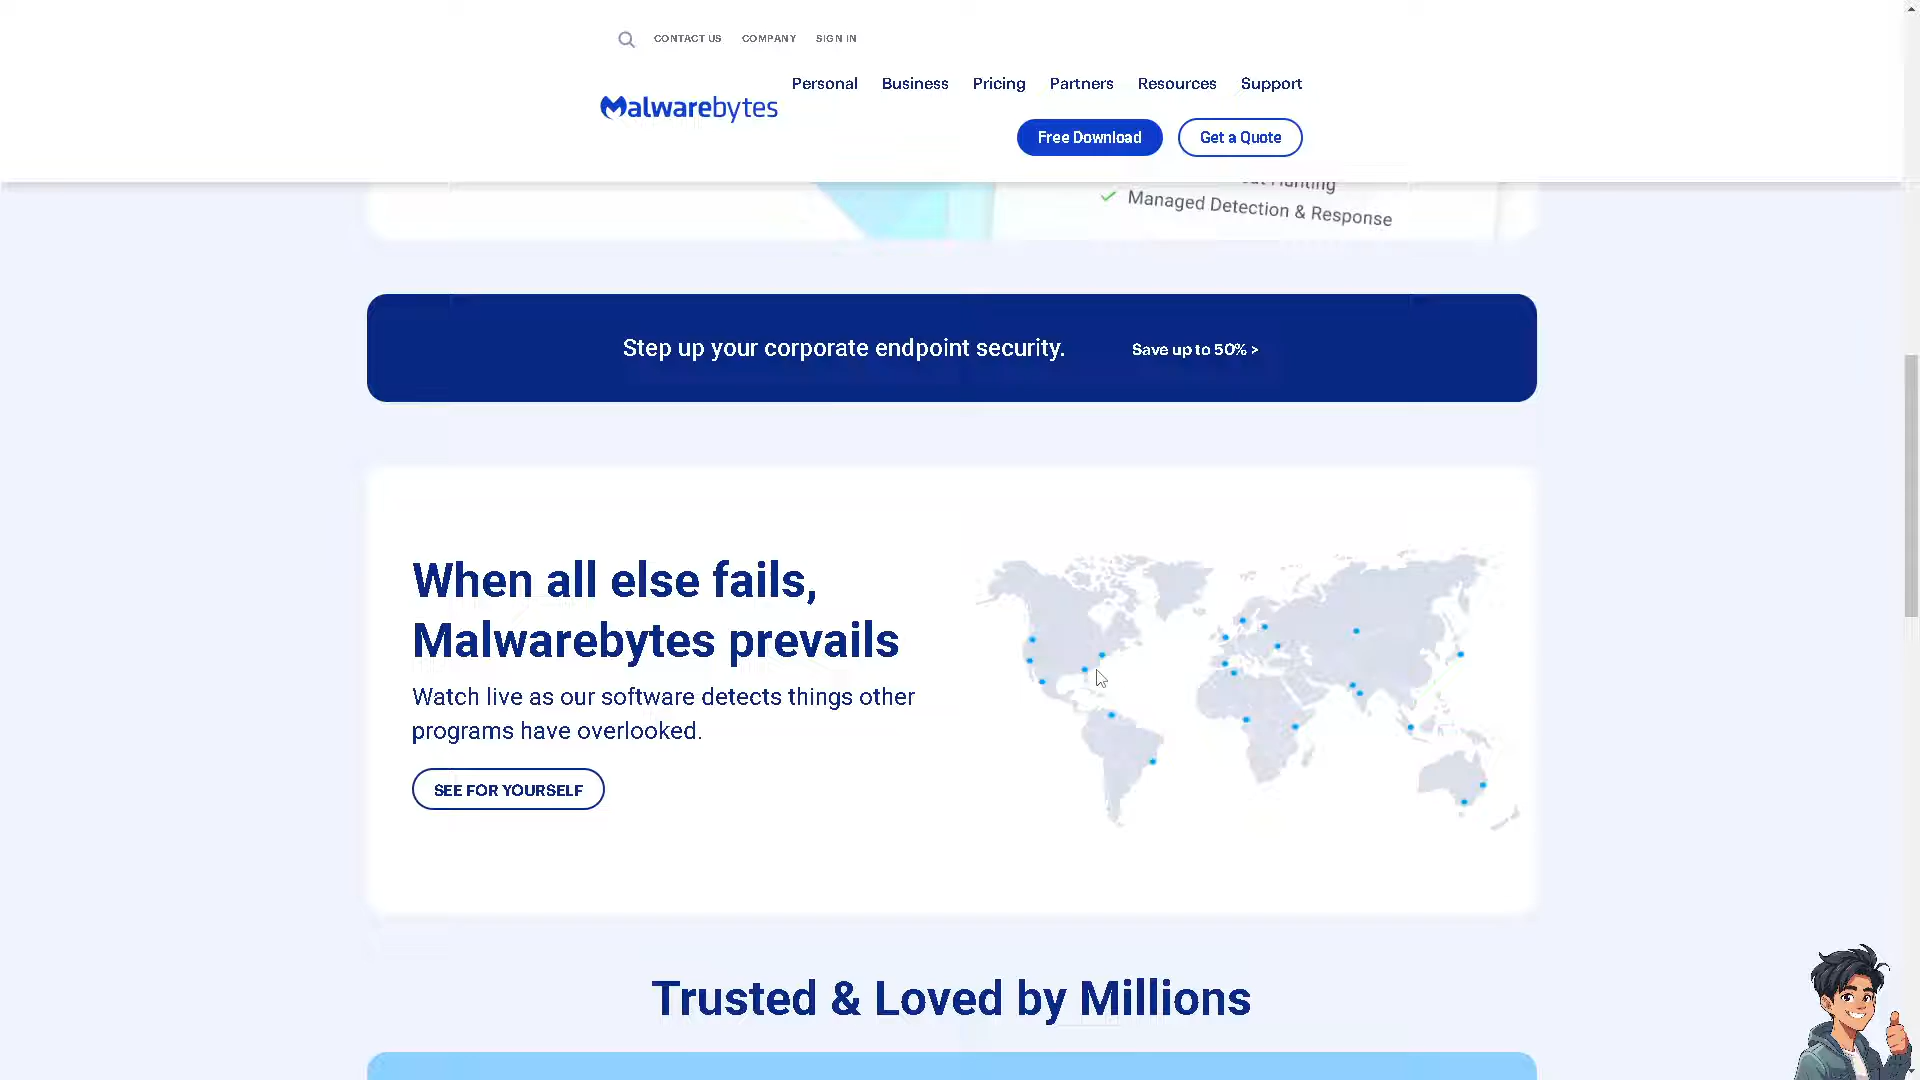 CONTACT US COMPANY SIGN IN
Personal Business Pricing Partners Resources Support
Malwarebytes
Free Download Get a Quote
Hunting
Managed Detection & Response
Step up your corporate endpoint security. Save up to 50% >
When all else fails,
Malwarebytes prevails
Watch live as our software detects things other
programs have overlooked.
SEE FOR YOURSELF
Trusted & Loved by Millions